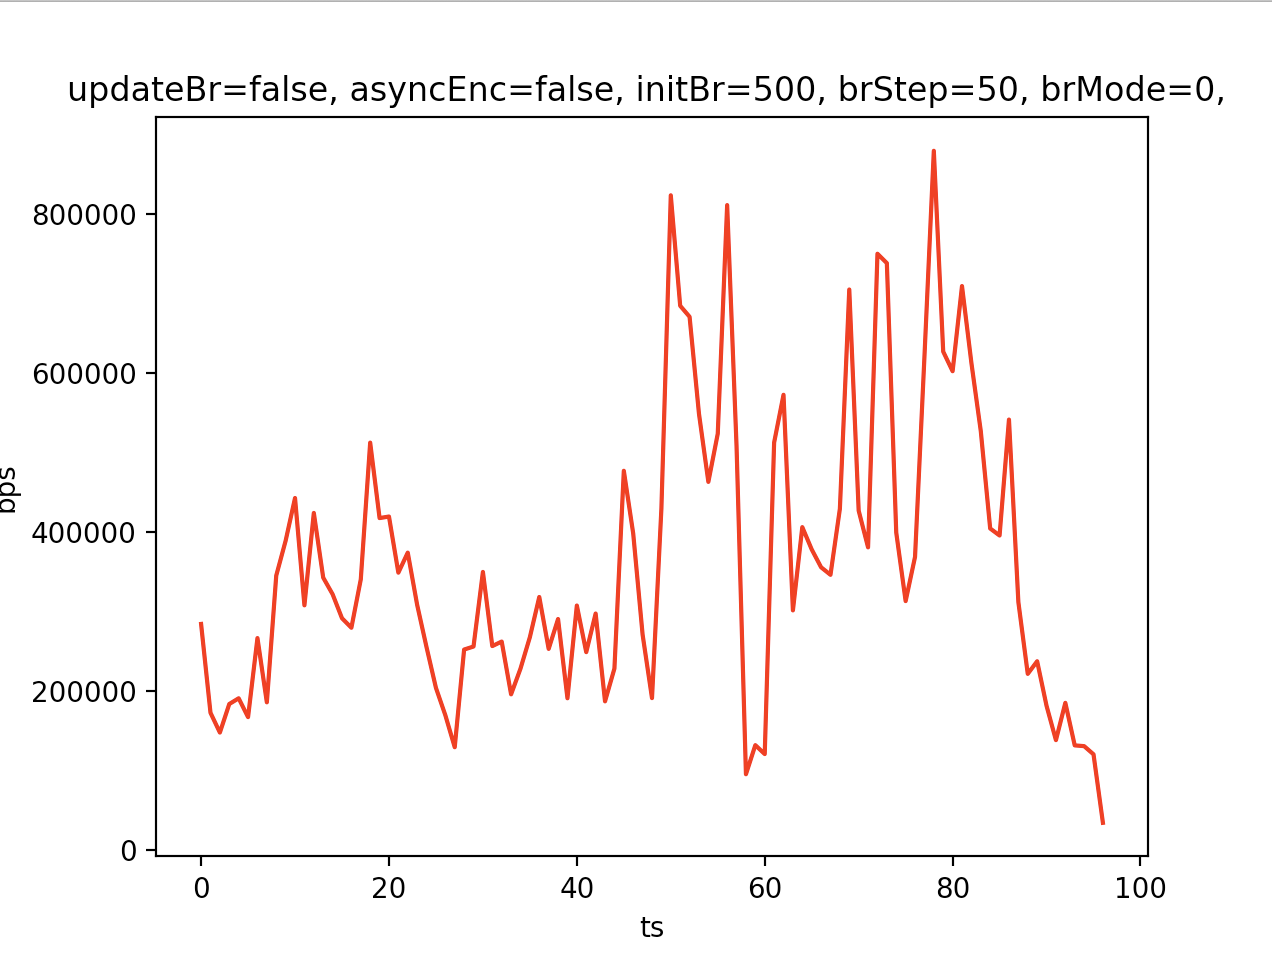 updateBr=false, asyncEnc=false, initBr=500, brStep=50, brMode=0,
800000
600000
400000
200000
0
bps
0 20 40 60 80 100
ts